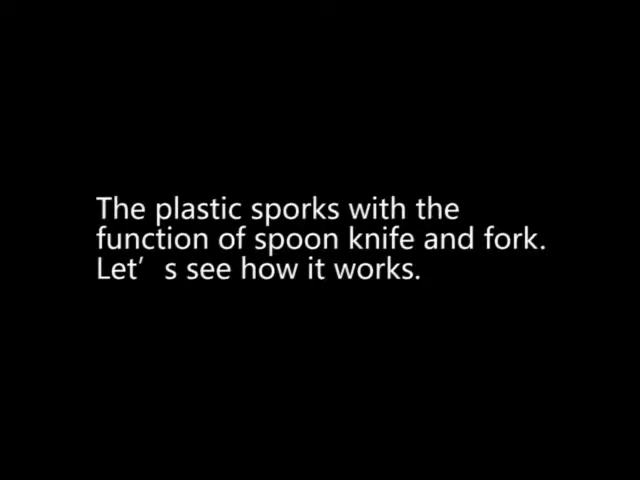 The plastic sporks with the
function of spoon knife and fork.
Let’s see how it works.